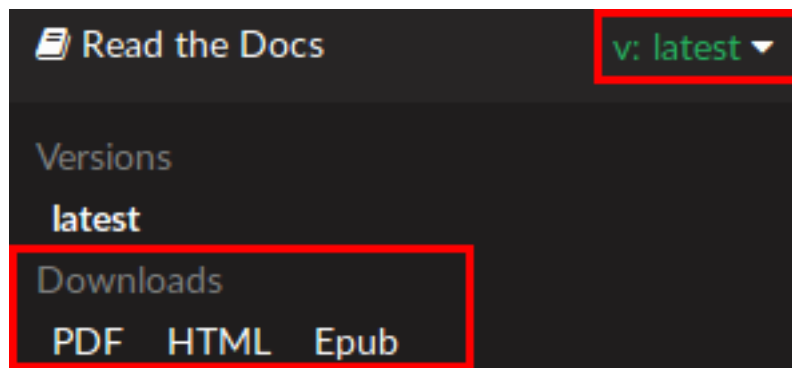 Read the Docs v: latest
Versions
latest
Downloads
PDF HTML Epub